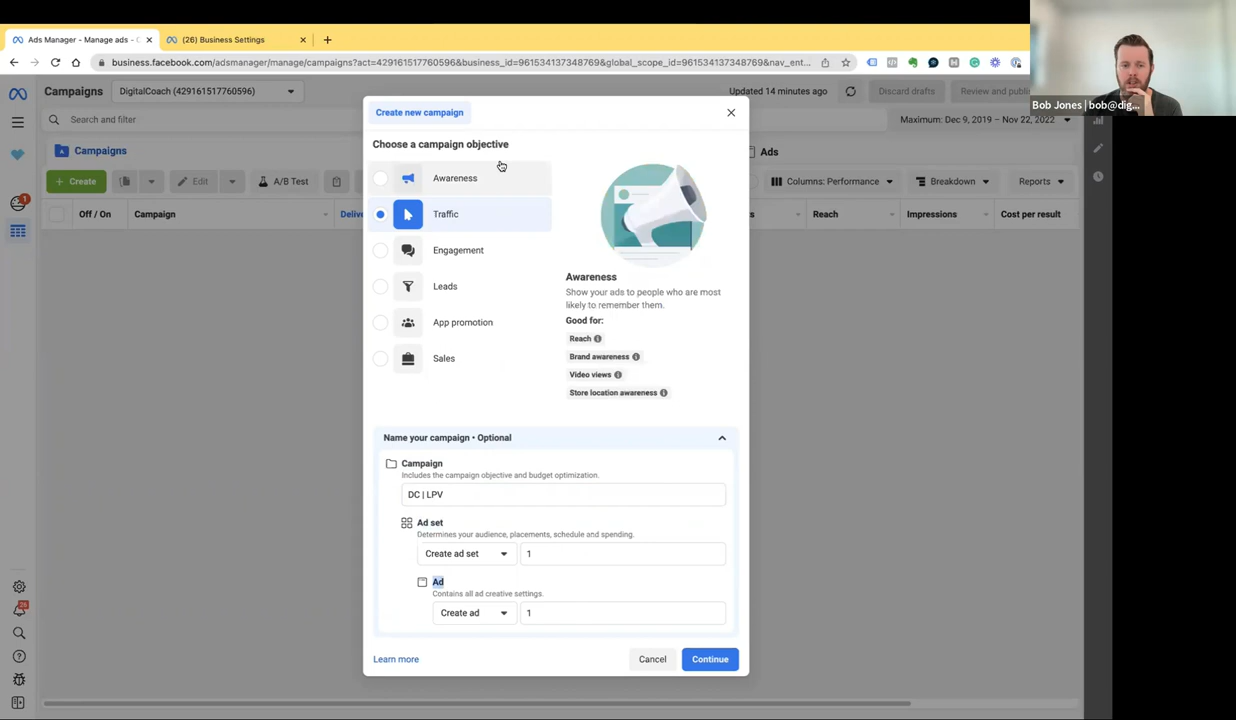 Ads Manager - Manage ads - C
(26) Business Settings
business.facebook.com/adsmanager/manage/campaigns?act=429161517760596&business_id=961534137348769&global_scope_id=961534137348769&nav_ent...
Bob Jones | bob@dig...
Campaigns
DigitalCoach (429161517760596)
Updated 14 minutes ago
Discard drafts
Review and publi
Search and filter
Maximum: Dec 9, 2019 – Nov 22, 2022
Campaigns
Ads
+ Create
Edit
A/B Test
Columns: Performance
Breakdown
Reports
Off / On
Campaign
Delive
s
Reach
Impressions
Cost per result
Create new campaign
Choose a campaign objective
Awareness
Traffic
Engagement
Leads
App promotion
Sales
Awareness
Show your ads to people who are most
likely to remember them.
Good for:
Reach
Brand awareness
Video views
Store location awareness
Name your campaign • Optional
Campaign
Includes the campaign objective and budget optimization.
DC | LPV
Ad set
Determines your audience, placements, schedule and spending.
Create ad set
1
Ad
Contains all ad creative settings.
Create ad
1
Learn more
Cancel
Continue